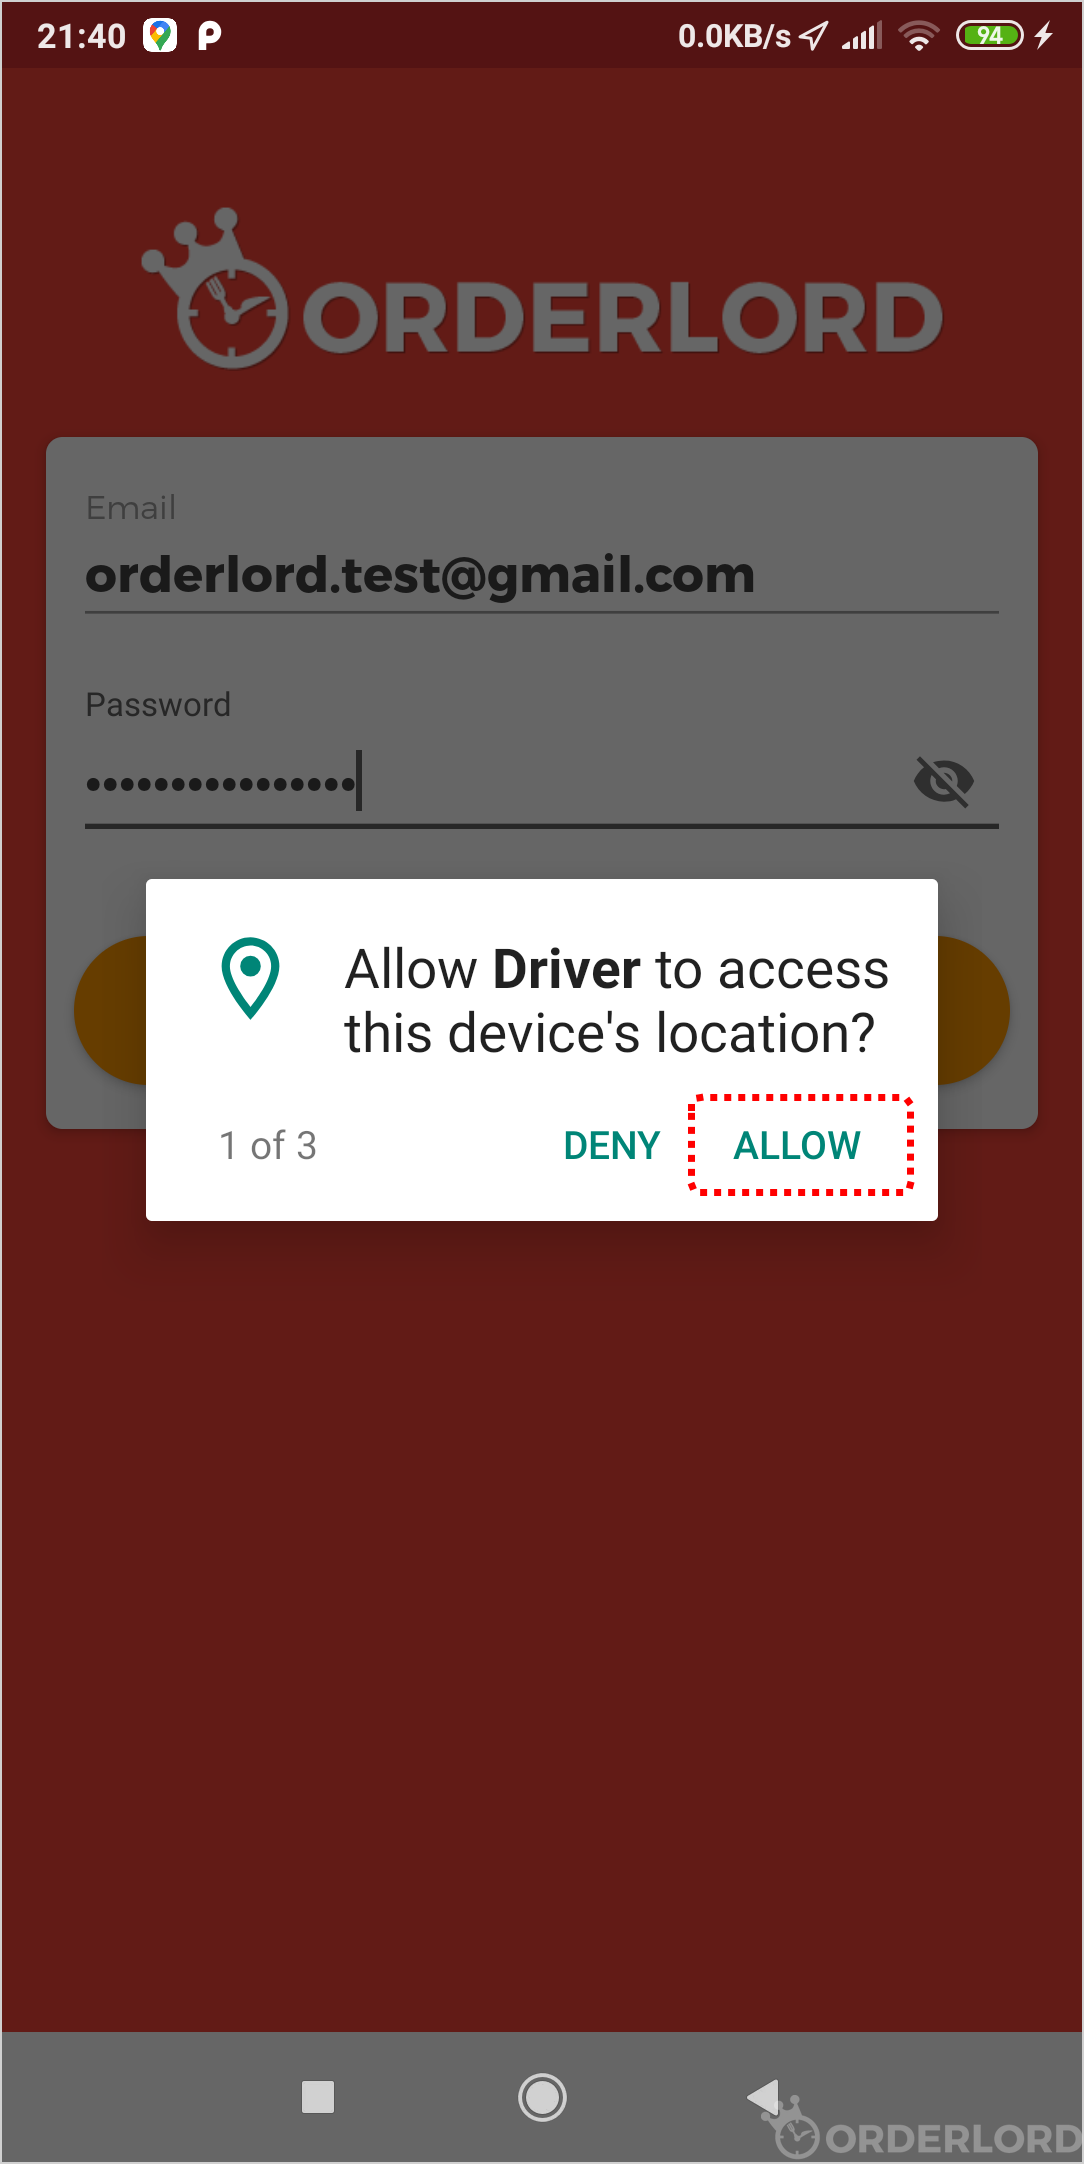 21:40 0.0KB/s 94
ORDERLORD
Email
orderlord.test@gmail.com
Password
••••••••••••••••
Allow Driver to access
this device's location?
1 of 3 DENY ALLOW
ORDERLORD